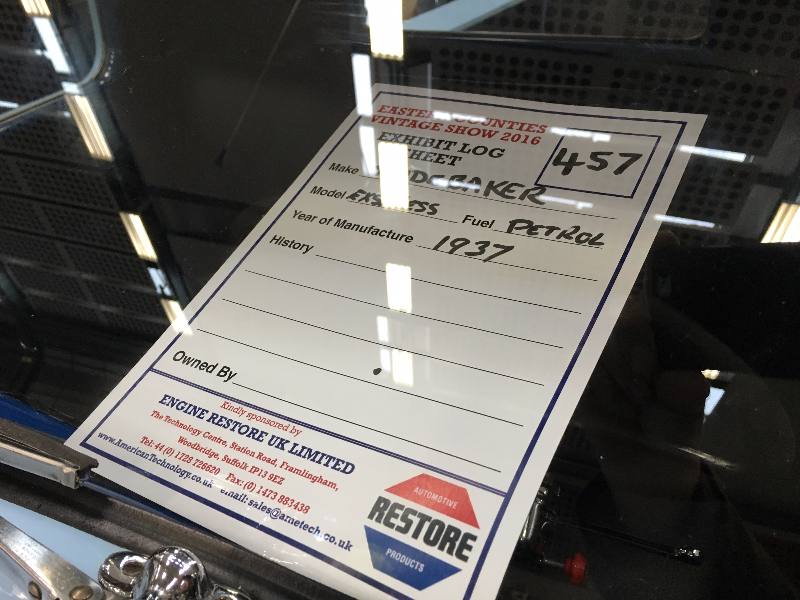 EASTERN COUNTIES
VINTAGE SHOW 2016
EXHIBIT LOG
SHEET
457
Make STUDEBAKER
Model EXPRESS Fuel PETROL
Year of Manufacture 1937
History
Owned By
Kindly sponsored by
ENGINE RESTORE UK LIMITED
The Technology Centre, Station Road, Framlingham,
Woodbridge, Suffolk IP13 9EZ
Tel: 44 (0) 1728 726620 Fax: (0) 1473 883438
www.AmericanTechnology.co.uk email: sales@ametech.co.uk
AUTOMOTIVE
RESTORE
PRODUCTS